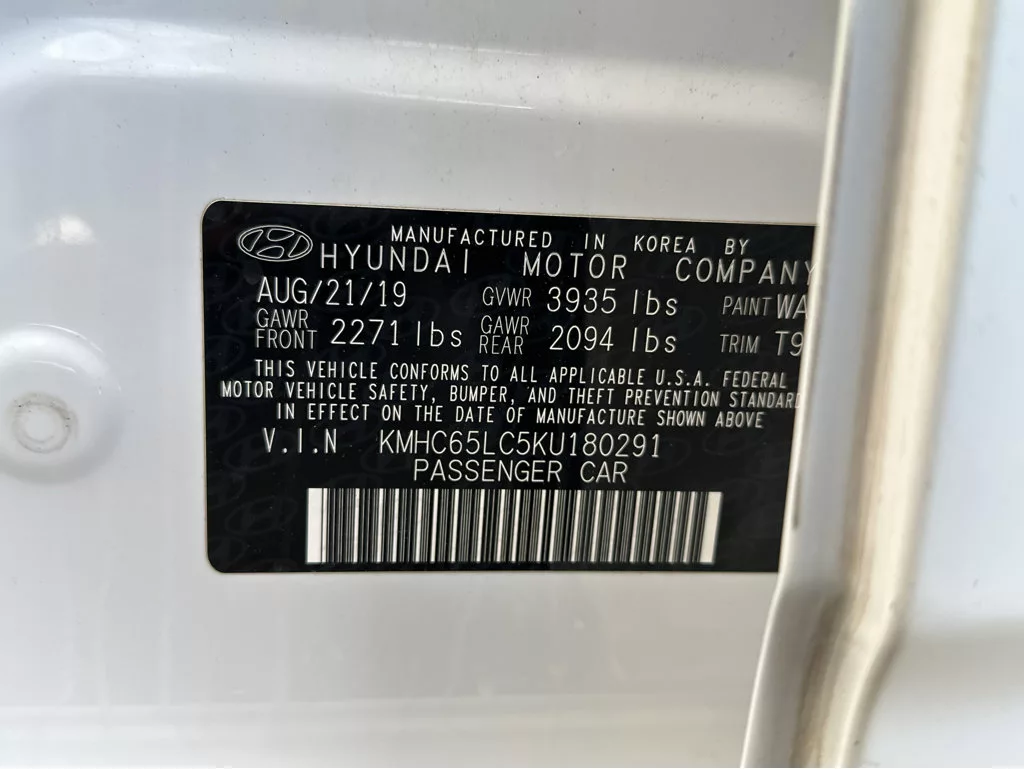 MANUFACTURED IN KOREA BY
HYUNDAI MOTOR COMPANY
AUG/21/19 GVWR 3935 lbs PAINT WA
GAWR FRONT 2271 lbs GAWR REAR 2094 lbs TRIM T9
THIS VEHICLE CONFORMS TO ALL APPLICABLE U.S.A. FEDERAL
MOTOR VEHICLE SAFETY, BUMPER, AND THEFT PREVENTION STANDARD
IN EFFECT ON THE DATE OF MANUFACTURE SHOWN ABOVE
V.I.N KMHC65LC5KU180291
PASSENGER CAR